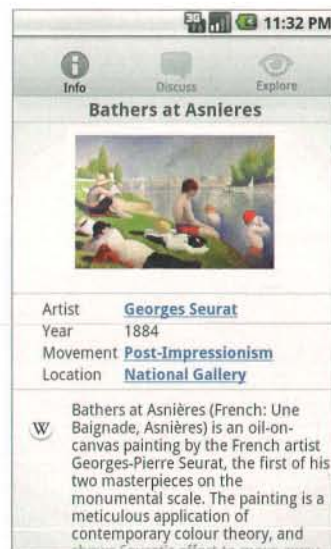 3G 11:32 PM
Info Discuss Explore
Bathers at Asnieres
Artist Georges Seurat
Year 1884
Movement Post-Impressionism
Location National Gallery
W
Bathers at Asnières (French: Une
Baignade, Asnières) is an oil-on-
canvas painting by the French artist
Georges-Pierre Seurat, the first of his
two masterpieces on the
monumental scale. The painting is a
meticulous application of
contemporary colour theory, and